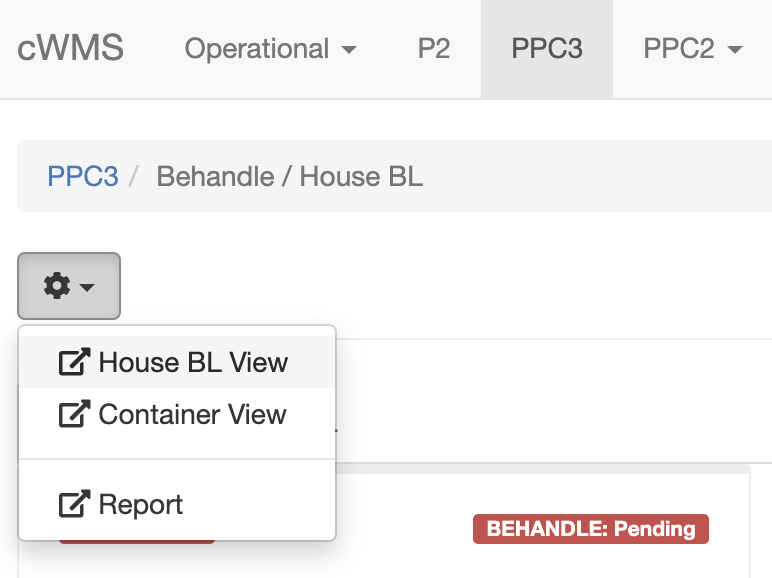 cWMS Operational P2 PPC3 PPC2
PPC3 / Behandle / House BL
House BL View
Container View
Report
BEHANDLE: Pending